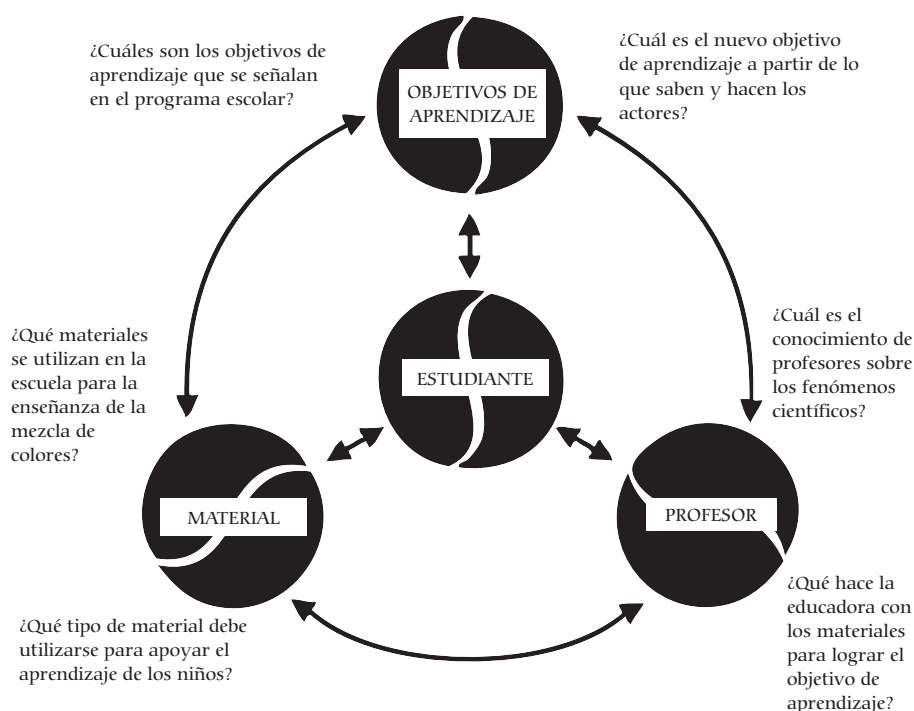 ¿Cuáles son los objetivos de
aprendizaje que se señalan
en el programa escolar?
¿Cuál es el nuevo objetivo
de aprendizaje a partir de lo
que saben y hacen los
actores?
OBJETIVOS DE
APRENDIZAJE
¿Qué materiales
se utilizan en la
escuela para la
enseñanza de la
mezcla de
colores?
ESTUDIANTE
¿Cuál es el
conocimiento de
profesores sobre
los fenómenos
científicos?
MATERIAL
PROFESOR
¿Qué tipo de material debe
utilizarse para apoyar el
aprendizaje de los niños?
¿Qué hace la
educadora con
los materiales
para lograr el
objetivo de
aprendizaje?